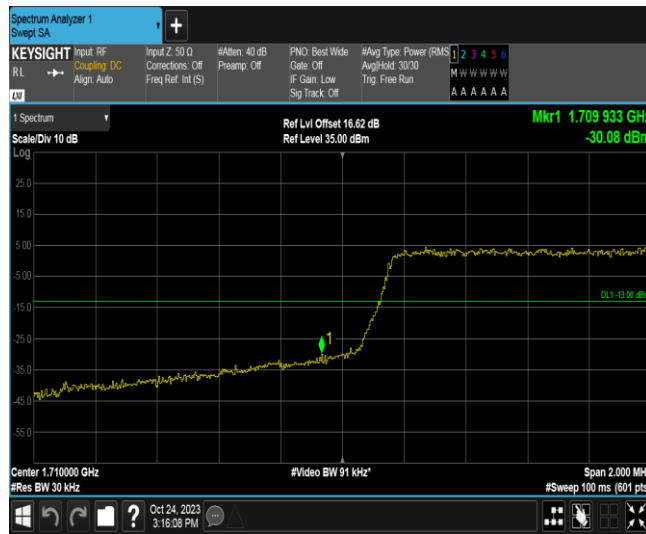 Spectrum Analyzer 1
Swept SA
KEYSIGHT
RL
LXI
Input: RF
Coupling: DC
Align: Auto
Input Z: 50 Ω
Corrections: Off
Freq Ref: Int (S)
#Atten: 40 dB
Preamp: Off
PNO: Best Wide
Gate: Off
IF Gain: Low
Sig Track: Off
#Avg Type: Power (RMS
Avg|Hold: 30/30
Trig: Free Run
1 2 3 4 5 6
M W W W W W
A A A A A A
1 Spectrum
Scale/Div 10 dB
Log
Ref Lvl Offset 16.62 dB
Ref Level 35.00 dBm
Mkr1 1.709 933 GHz
-30.08 dBm
25.0
15.0
5.00
-5.00
-15.0
-25.0
-35.0
-45.0
-55.0
DL1 -13.00 dBm
1
Center 1.710000 GHz
#Res BW 30 kHz
#Video BW 91 kHz*
Span 2.000 MH
#Sweep 100 ms (601 pts
Oct 24, 2023
3:16:08 PM